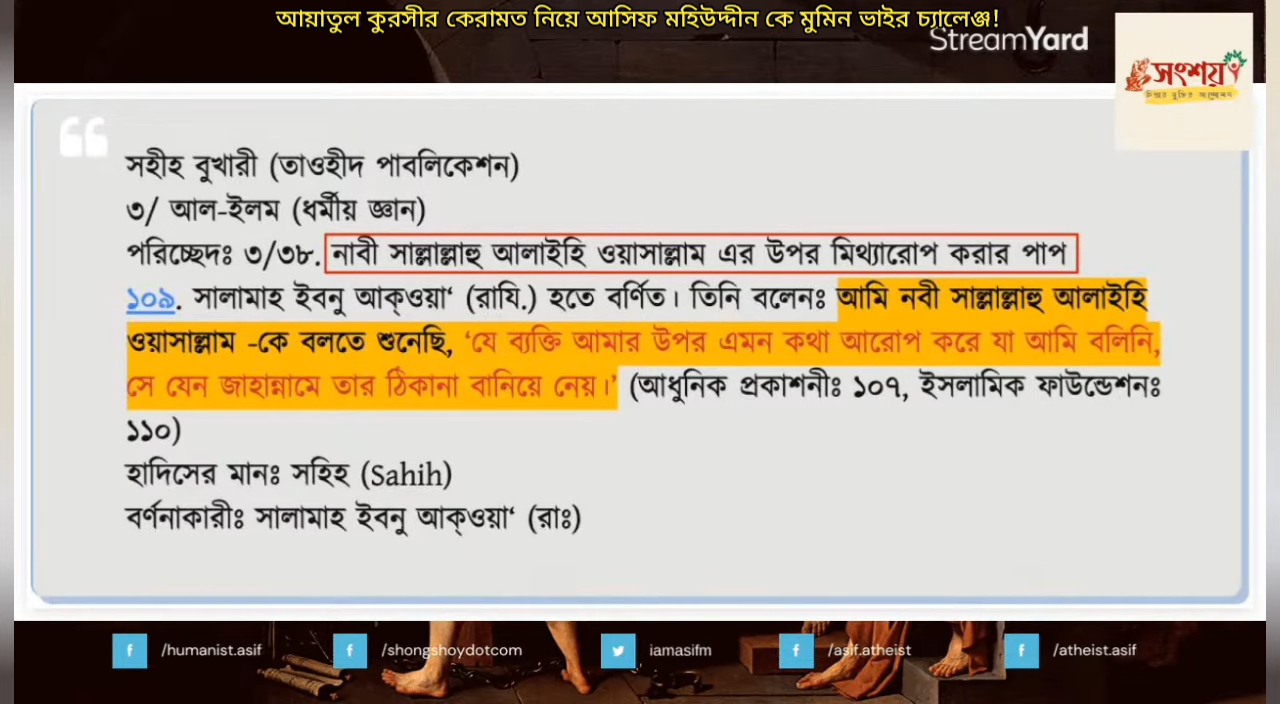 আয়াতুল কুরসীর কেরামত নিয়ে আসিফ মহিউদ্দীন কে মুমিন ভাইর চ্যালেঞ্জ!
StreamYard
সংশয়
চিন্তার মুক্তির আন্দোলন
সহীহ বুখারী (তাওহীদ পাবলিকেশন)
৩/ আল-ইলম (ধর্মীয় জ্ঞান)
পরিচ্ছেদঃ ৩/৩৮. নাবী সাল্লাল্লাহু আলাইহি ওয়াসাল্লাম এর উপর মিথ্যারোপ করার পাপ
১০৯. সালামাহ ইবনু আক্ওয়া‘ (রাযি.) হতে বর্ণিত। তিনি বলেনঃ আমি নবী সাল্লাল্লাহু আলাইহি
ওয়াসাল্লাম -কে বলতে শুনেছি, ‘যে ব্যক্তি আমার উপর এমন কথা আরোপ করে যা আমি বলিনি,
সে যেন জাহান্নামে তার ঠিকানা বানিয়ে নেয়।’ (আধুনিক প্রকাশনীঃ ১০৭, ইসলামিক ফাউন্ডেশনঃ
১১০)
হাদিসের মানঃ সহিহ (Sahih)
বর্ণনাকারীঃ সালামাহ ইবনু আক্ওয়া‘ (রাঃ)
/humanist.asif
/shongshoydotcom
iamasifm
/asif.atheist
/atheist.asif